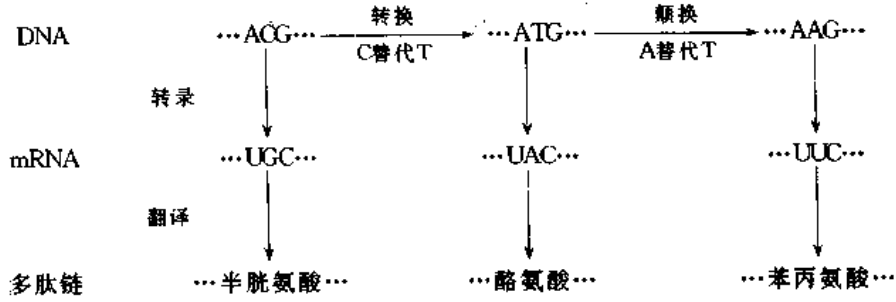 转换 颠换
DNA ···ACG··· ···ATG··· ···AAG···
C替代T A替代T
转录
mRNA ···UGC··· ···UAC··· ···UUC···
翻译
多肽链 ···半胱氨酸··· ···酪氨酸··· ···苯丙氨酸···